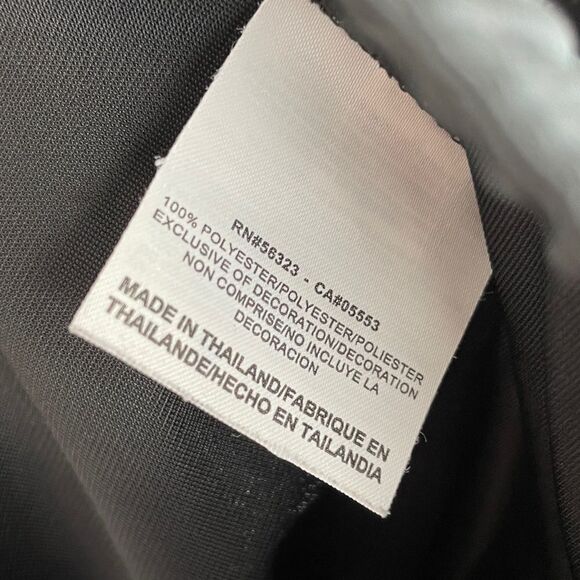 RN#56323 - CA#05553
100% POLYESTER/POLYESTER/POLIESTER
EXCLUSIVE OF DECORATION/DECORATION
NON COMPRISE/NO INCLUYE LA
DECORACION
MADE IN THAILAND/FABRIQUE EN
THAILANDE/HECHO EN TAILANDIA